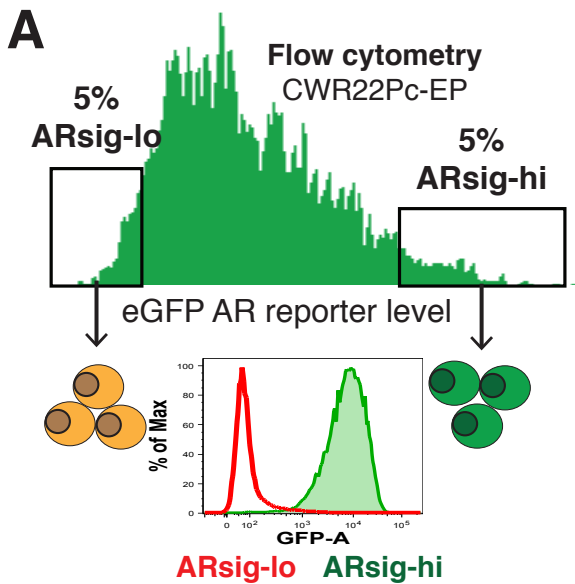 A
Flow cytometry
CWR22Pc-EP
5%
ARsig-lo
5%
ARsig-hi
eGFP AR reporter level
% of Max
100
80
60
40
20
0
0 10² 10³ 10⁴ 10⁵
GFP-A
ARsig-lo ARsig-hi